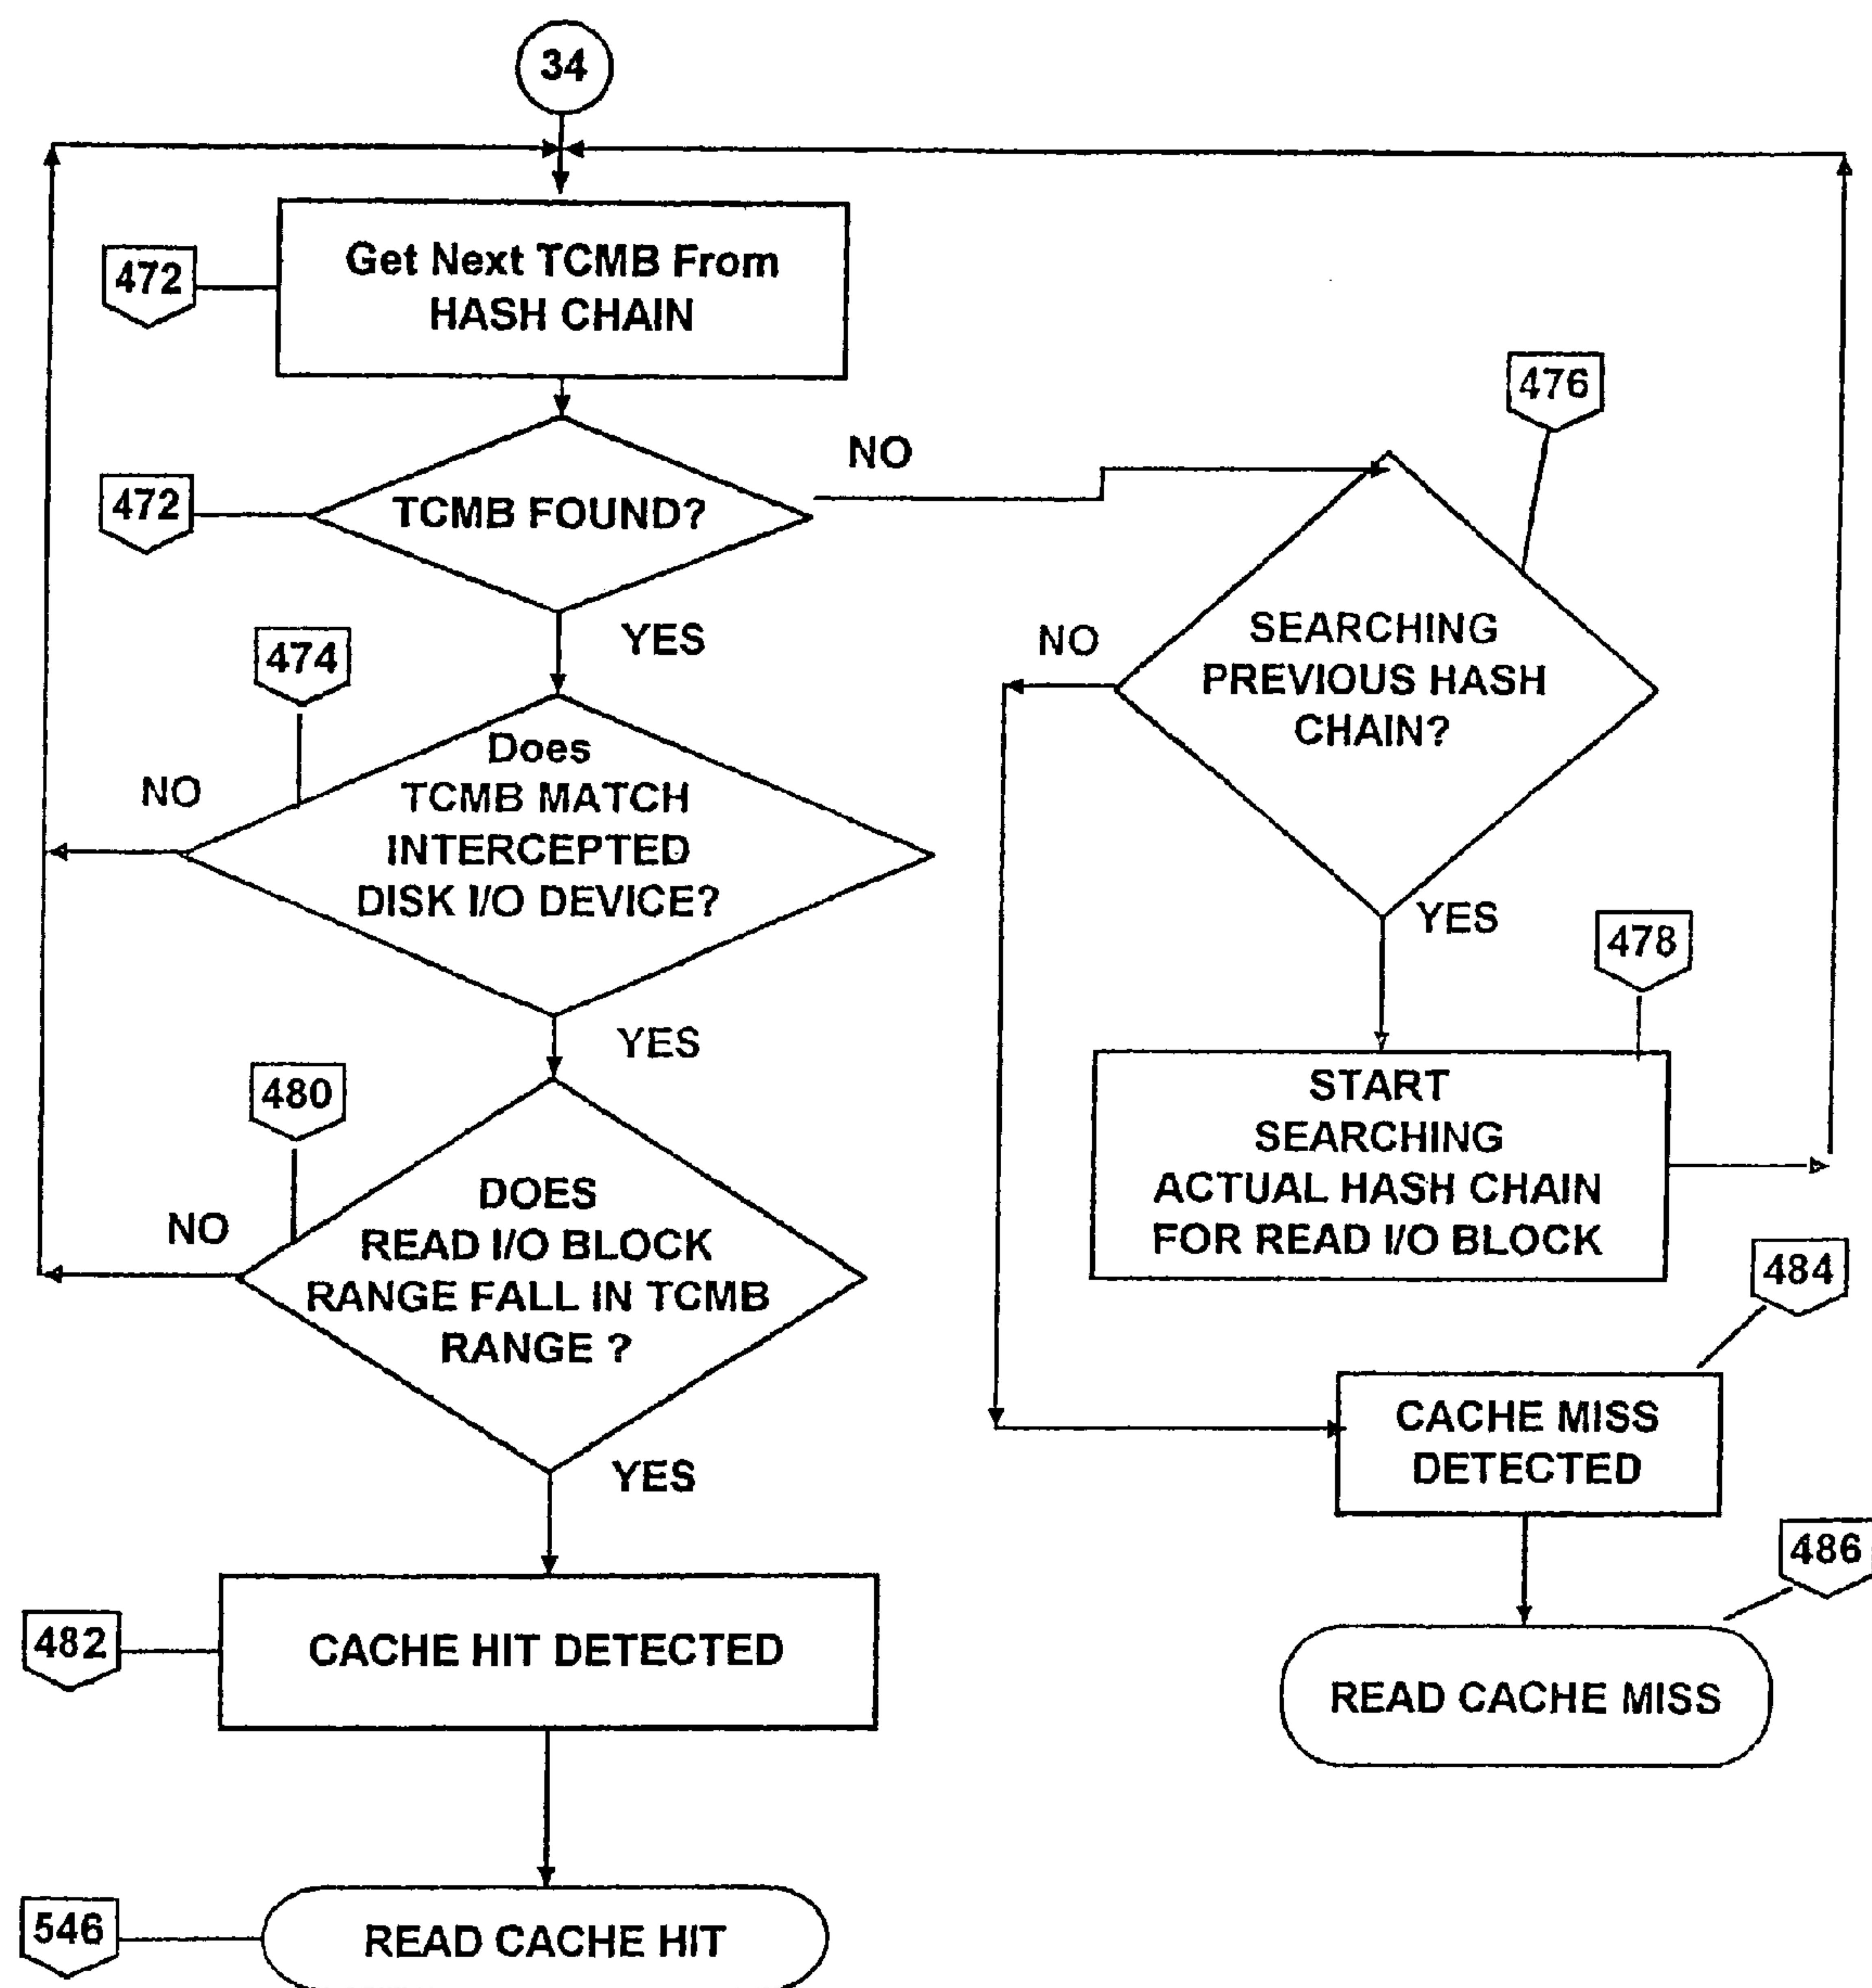 34
472
Get Next TCMB From
HASH CHAIN
472
TCMB FOUND?
NO
YES
476
SEARCHING
PREVIOUS HASH
CHAIN?
NO
YES
474
Does
TCMB MATCH
INTERCEPTED
DISK I/O DEVICE?
NO
YES
478
START
SEARCHING
ACTUAL HASH CHAIN
FOR READ I/O BLOCK
480
DOES
READ I/O BLOCK
RANGE FALL IN TCMB
RANGE ?
NO
YES
484
CACHE MISS
DETECTED
486
READ CACHE MISS
482
CACHE HIT DETECTED
546
READ CACHE HIT